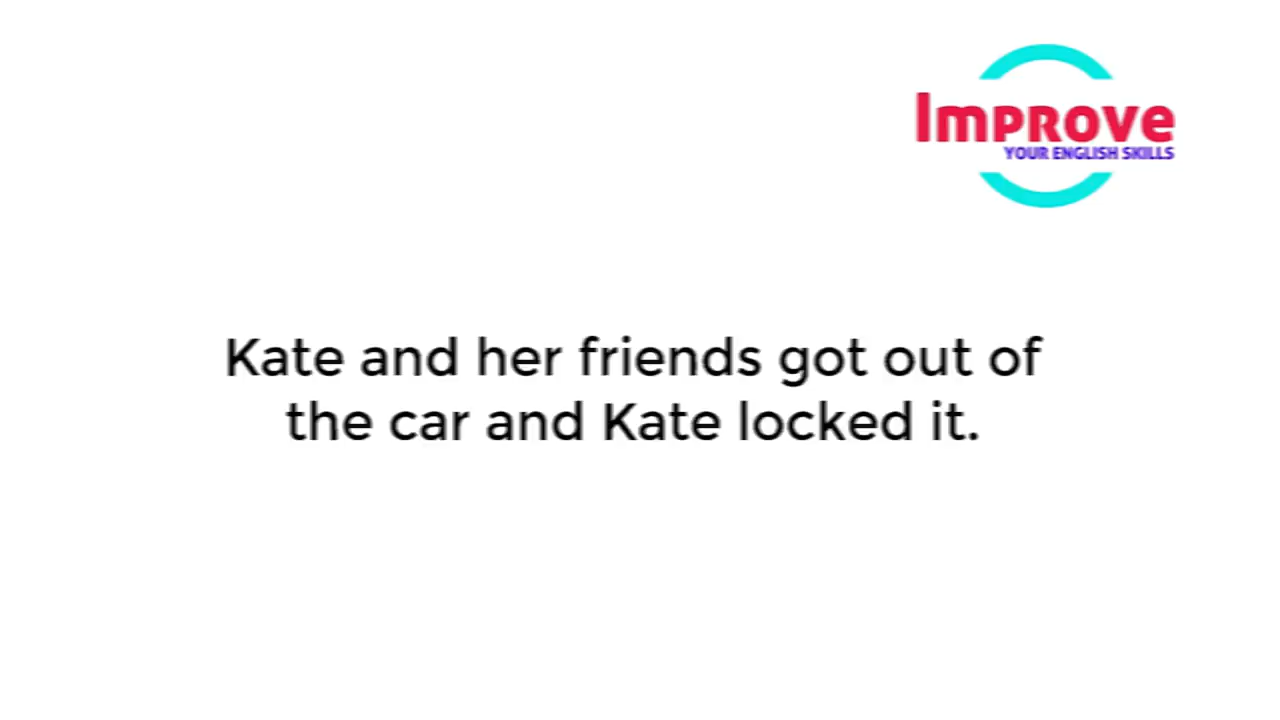 Improve
YOUR ENGLISH SKILLS
Kate and her friends got out of
the car and Kate locked it.